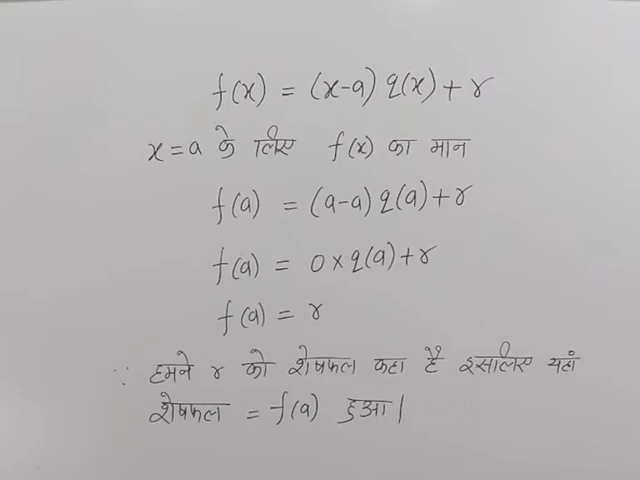 f(x) = (x-a) q(x) + r
x = a के लिए f(x) का मान
f(a) = (a-a) q(a) + r
f(a) = 0 × q(a) + r
f(a) = r
∵ हमने r को शेषफल कहा है इसलिए यहां
शेषफल = f(a) हुआ।